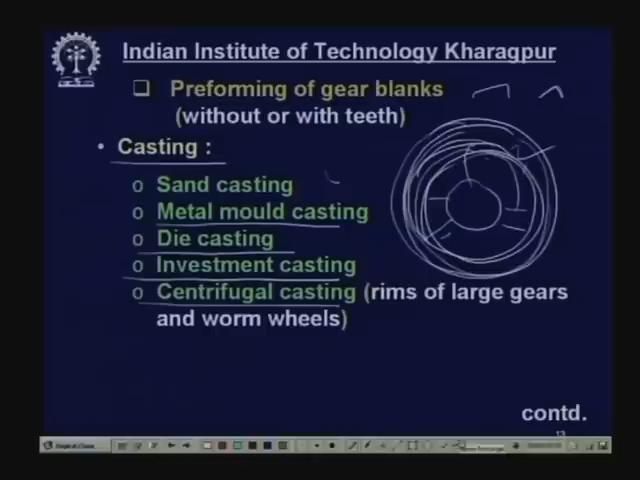 Indian Institute of Technology Kharagpur
❑ Preforming of gear blanks
(without or with teeth)
• Casting :
o Sand casting
o Metal mould casting
o Die casting
o Investment casting
o Centrifugal casting (rims of large gears
and worm wheels)
contd.
13